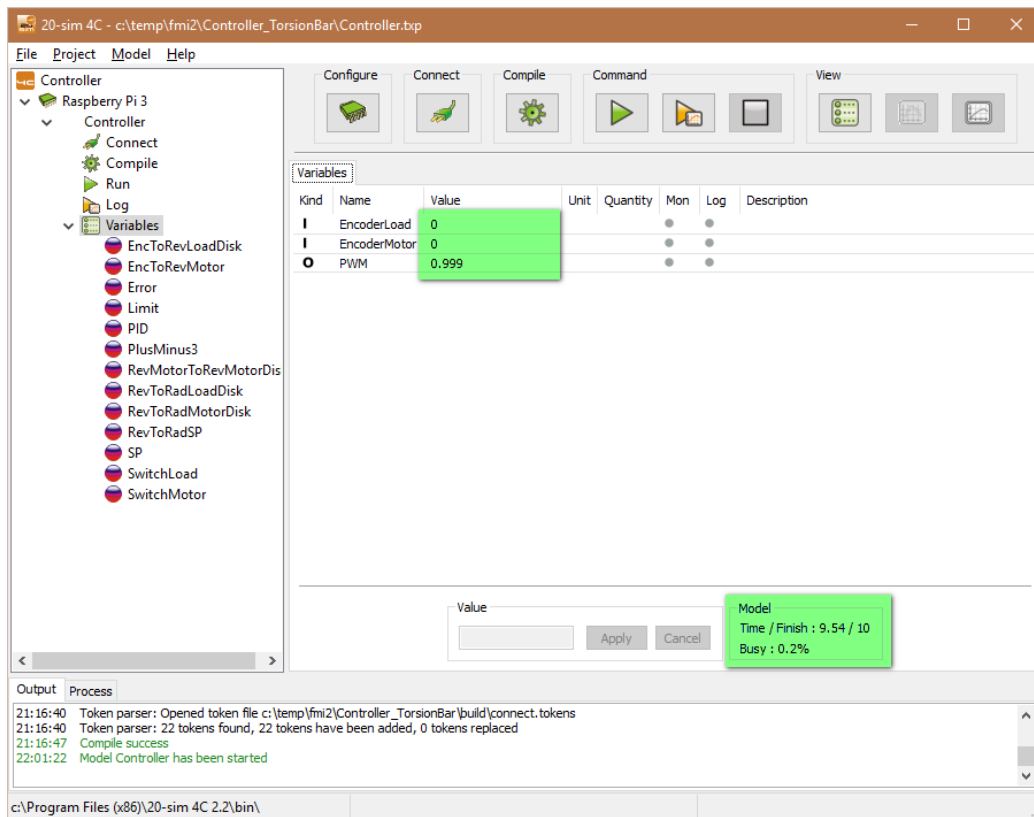 20-sim 4C - c:\temp\fmi2\Controller_TorsionBar\Controller.txp
File Project Model Help
Controller
Raspberry Pi 3
Controller
Connect
Compile
Run
Log
Variables
EncToRevLoadDisk
EncToRevMotor
Error
Limit
PID
PlusMinus3
RevMotorToRevMotorDis
RevToRadLoadDisk
RevToRadMotorDisk
RevToRadSP
SP
SwitchLoad
SwitchMotor
Configure Connect Compile Command View
Variables
Kind Name Value Unit Quantity Mon Log Description
I EncoderLoad 0
I EncoderMotor 0
O PWM 0.999
Value
Apply Cancel
Model
Time / Finish : 9.54 / 10
Busy : 0.2%
Output Process
21:16:40 Token parser: Opened token file c:\temp\fmi2\Controller_TorsionBar\build\connect.tokens
21:16:40 Token parser: 22 tokens found, 22 tokens have been added, 0 tokens replaced
21:16:47 Compile success
22:01:22 Model Controller has been started
c:\Program Files (x86)\20-sim 4C 2.2\bin\